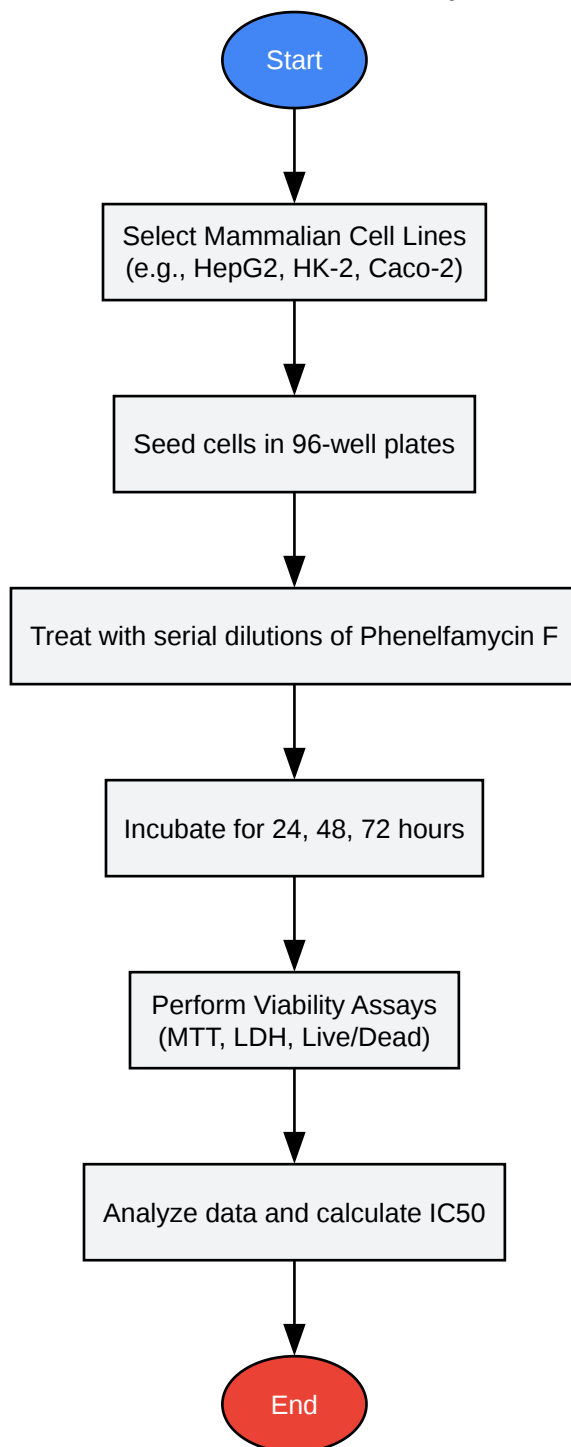 Start
Select Mammalian Cell Lines
(e.g., HepG2, HK-2, Caco-2)
Seed cells in 96-well plates
Treat with serial dilutions of Phenelfamycin F
Incubate for 24, 48, 72 hours
Perform Viability Assays
(MTT, LDH, Live/Dead)
Analyze data and calculate IC50
End